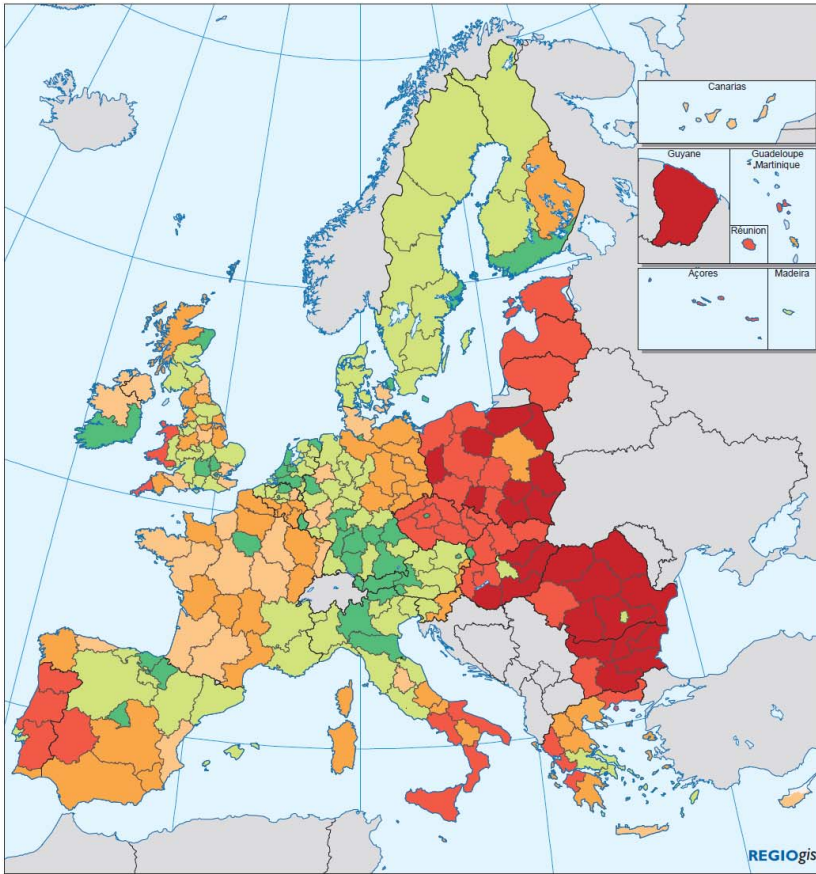 Canarias
Guyane
Guadeloupe
Martinique
Réunion
Açores
Madeira
REGIOgis